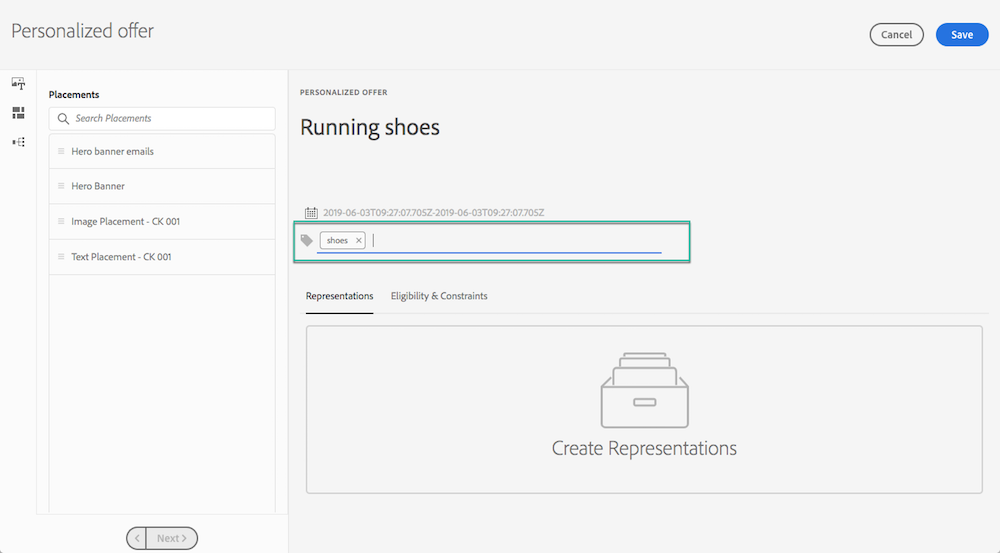 Personalized offer
Cancel
Save
Placements
Search Placements
Hero banner emails
Hero Banner
Image Placement - CK 001
Text Placement - CK 001
Next
PERSONALIZED OFFER
Running shoes
2019-06-03T09:27:07.705Z-2019-06-03T09:27:07.705Z
shoes
Representations
Eligibility & Constraints
Create Representations